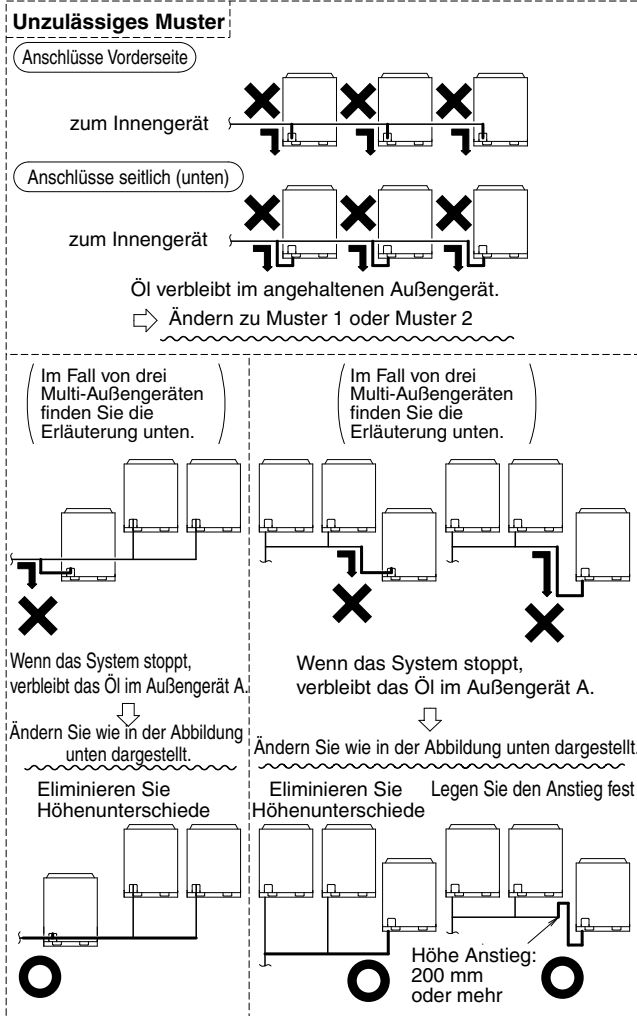 Unzulässiges Muster
Anschlüsse Vorderseite
zum Innengerät
Anschlüsse seitlich (unten)
zum Innengerät
Öl verbleibt im angehaltenen Außengerät.
Ändern zu Muster 1 oder Muster 2
Im Fall von drei
Multi-Außengeräten
finden Sie die
Erläuterung unten.
Wenn das System stoppt,
verbleibt das Öl im Außengerät A.
Ändern Sie wie in der Abbildung
unten dargestellt.
Eliminieren Sie
Höhenunterschiede
Im Fall von drei
Multi-Außengeräten
finden Sie die
Erläuterung unten.
Wenn das System stoppt,
verbleibt das Öl im Außengerät A.
Ändern Sie wie in der Abbildung unten dargestellt.
Eliminieren Sie
Höhenunterschiede
Legen Sie den Anstieg fest
Höhe Anstieg:
200 mm
oder mehr